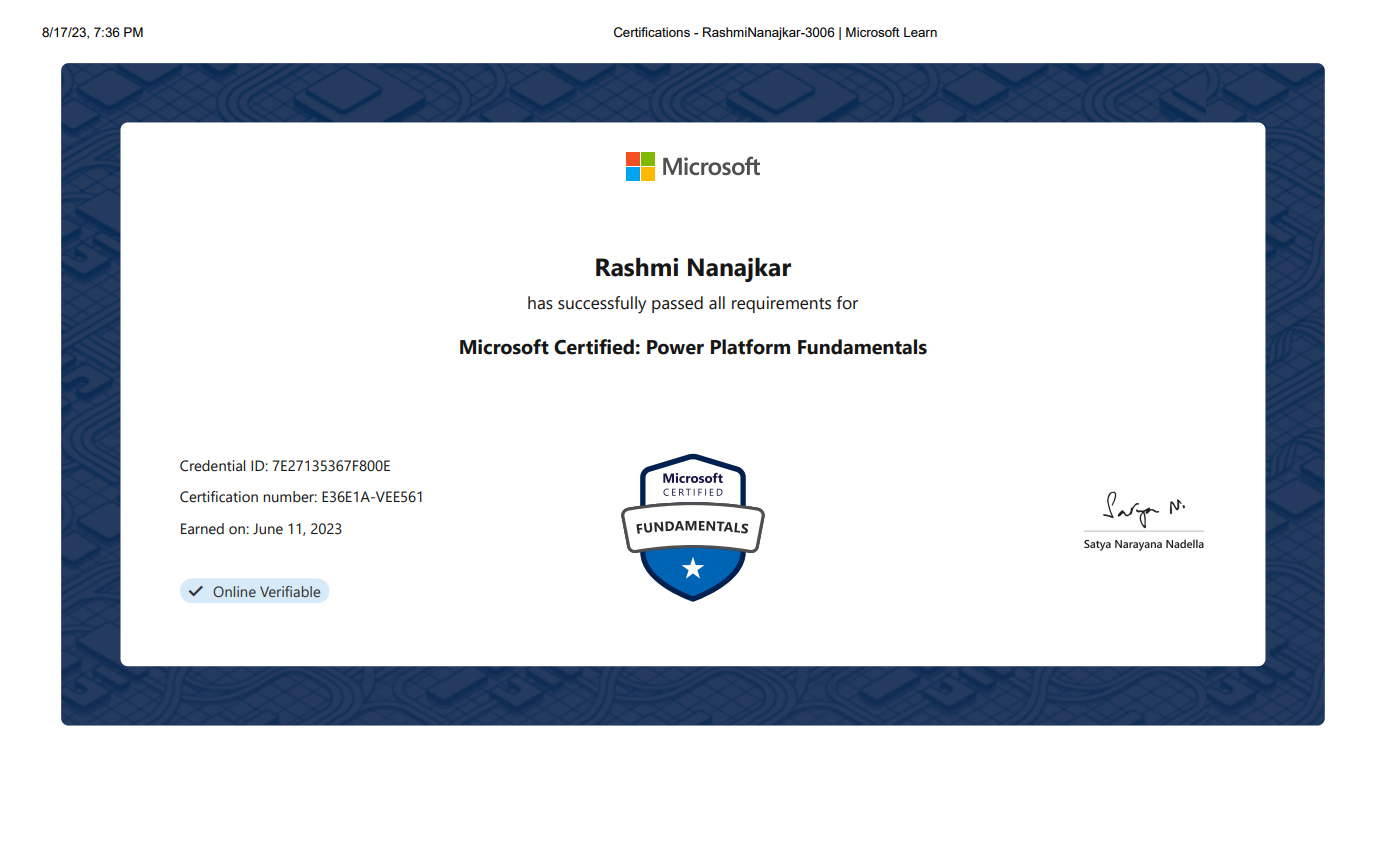 8/17/23, 7:36 PM
Certifications - RashmiNanajkar-3006 | Microsoft Learn
Microsoft
Rashmi Nanajkar
has successfully passed all requirements for
Microsoft Certified: Power Platform Fundamentals
Credential ID: 7E27135367F800E
Certification number: E36E1A-VEE561
Earned on: June 11, 2023
Online Verifiable
Microsoft
CERTIFIED
FUNDAMENTALS
Satya N.
Satya Narayana Nadella